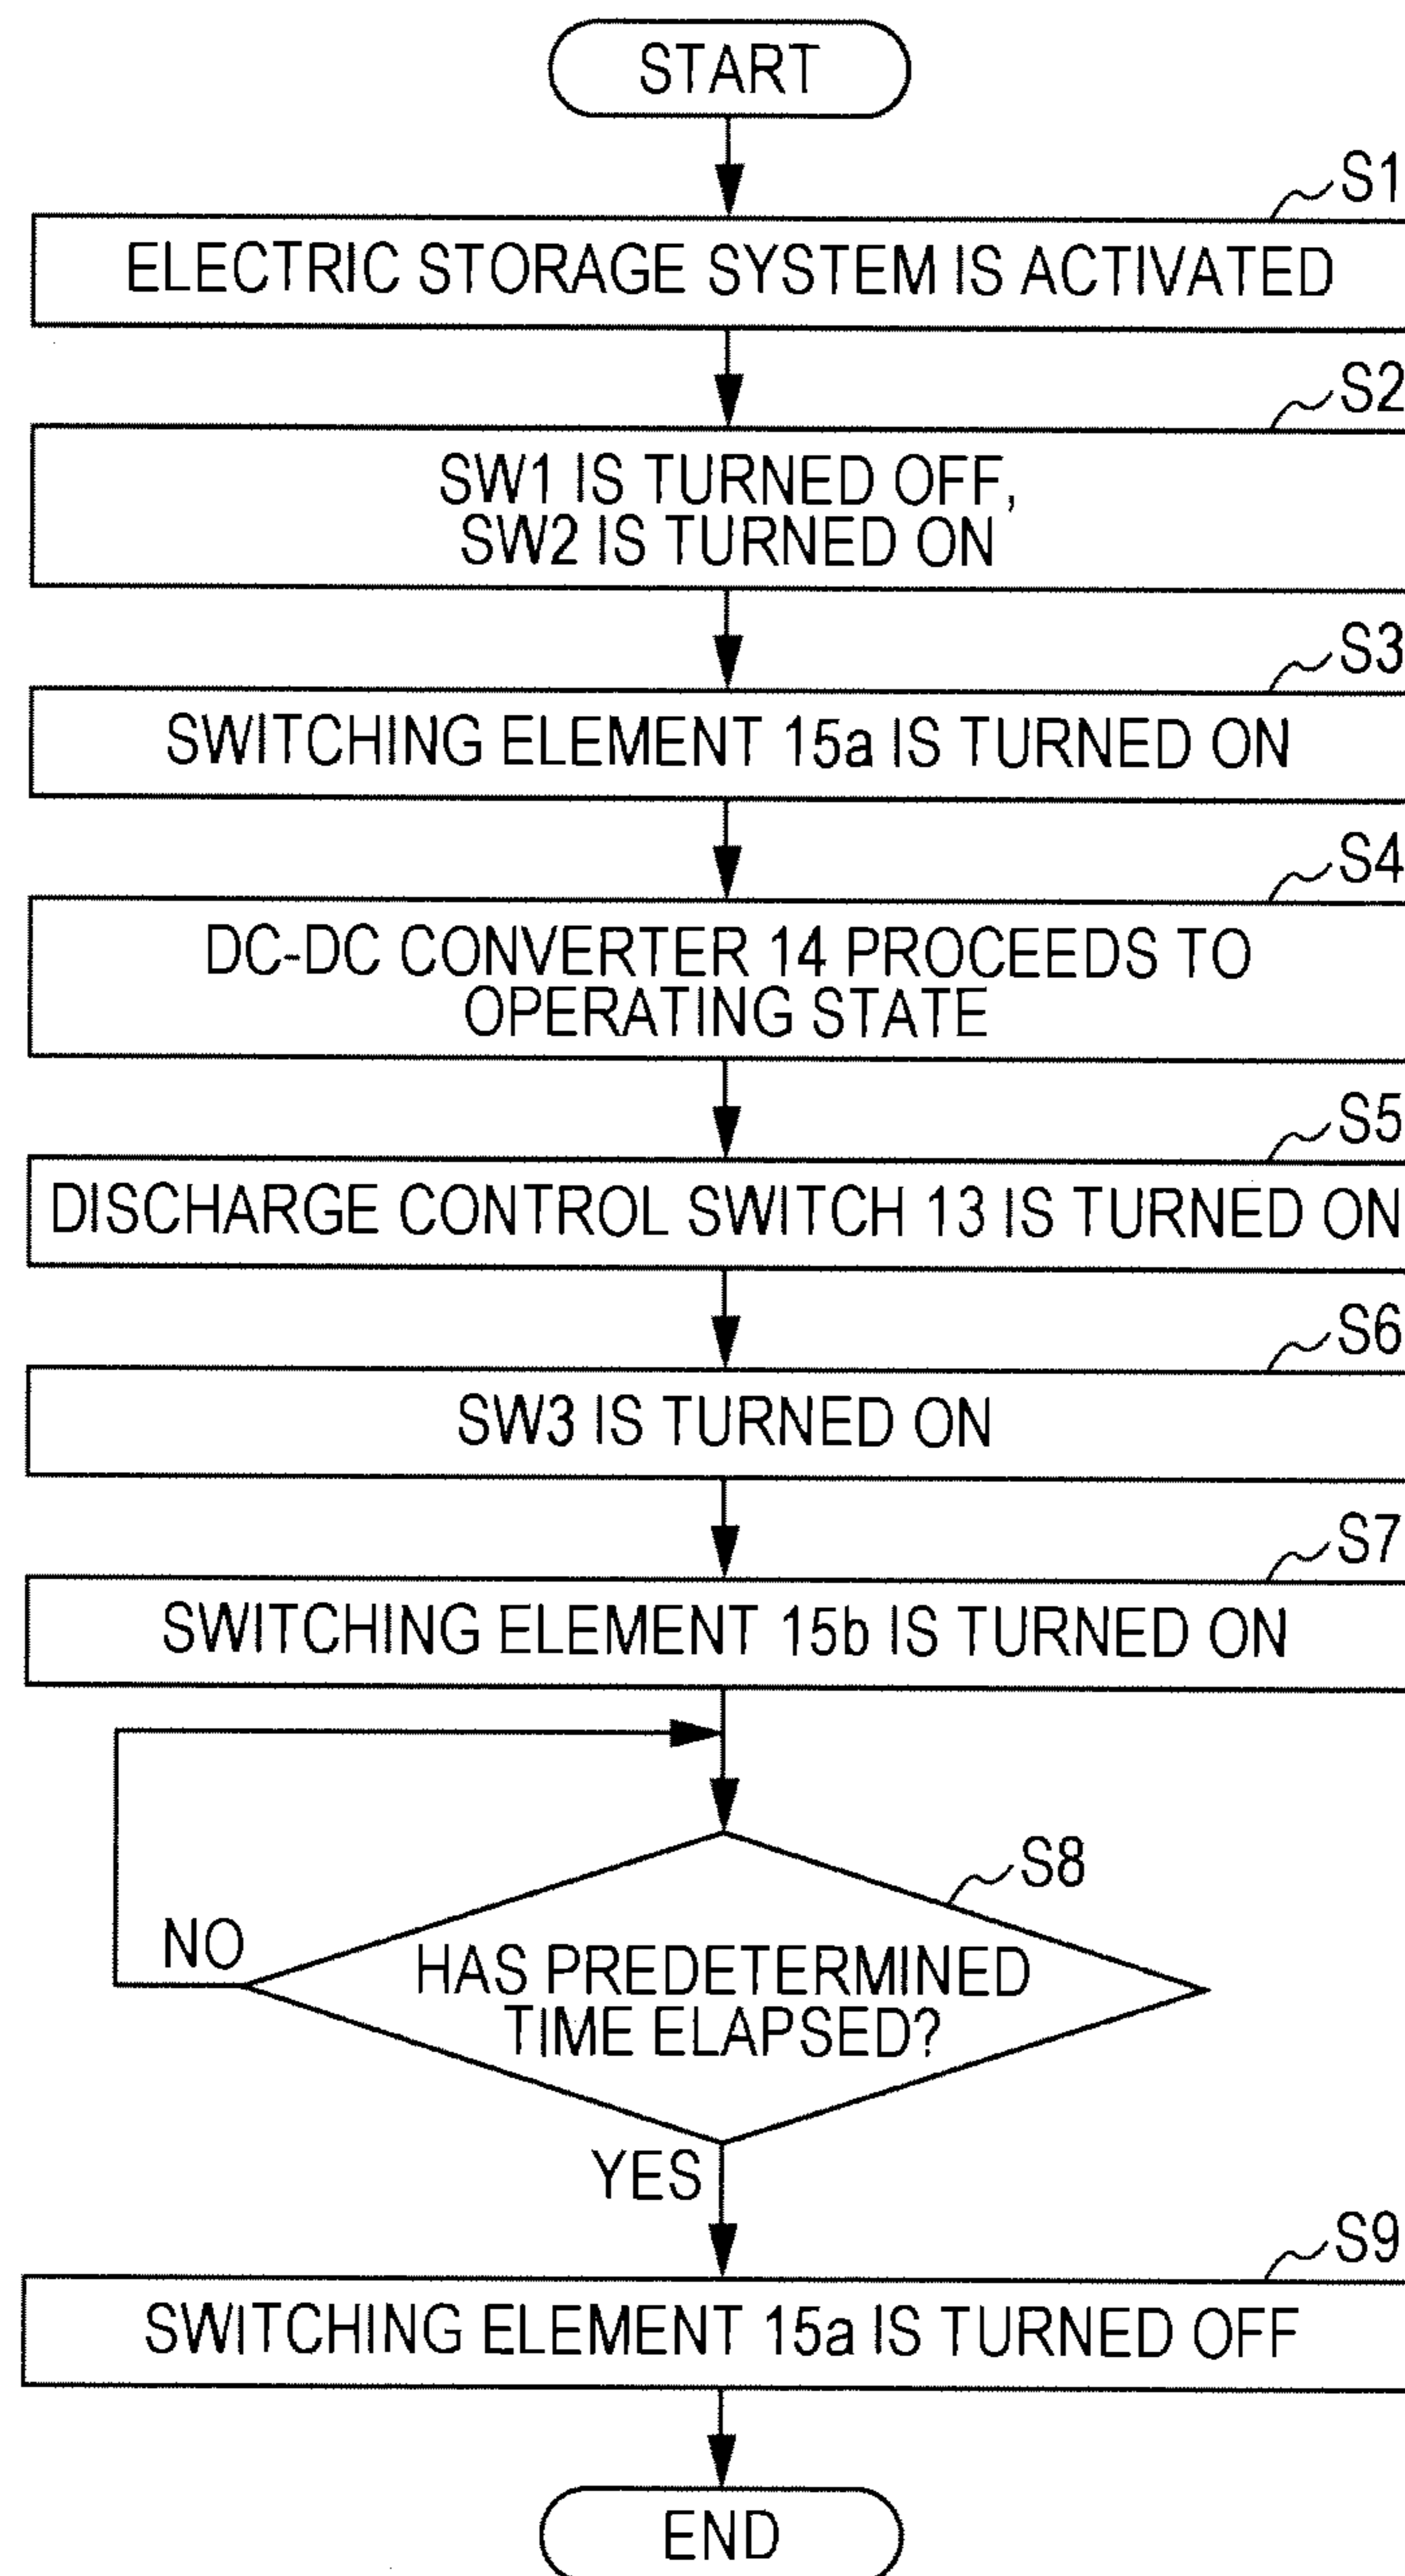 START
S1
ELECTRIC STORAGE SYSTEM IS ACTIVATED
S2
SW1 IS TURNED OFF,
SW2 IS TURNED ON
S3
SWITCHING ELEMENT 15a IS TURNED ON
S4
DC-DC CONVERTER 14 PROCEEDS TO
OPERATING STATE
S5
DISCHARGE CONTROL SWITCH 13 IS TURNED ON
S6
SW3 IS TURNED ON
S7
SWITCHING ELEMENT 15b IS TURNED ON
S8
NO
HAS PREDETERMINED
TIME ELAPSED?
YES
S9
SWITCHING ELEMENT 15a IS TURNED OFF
END